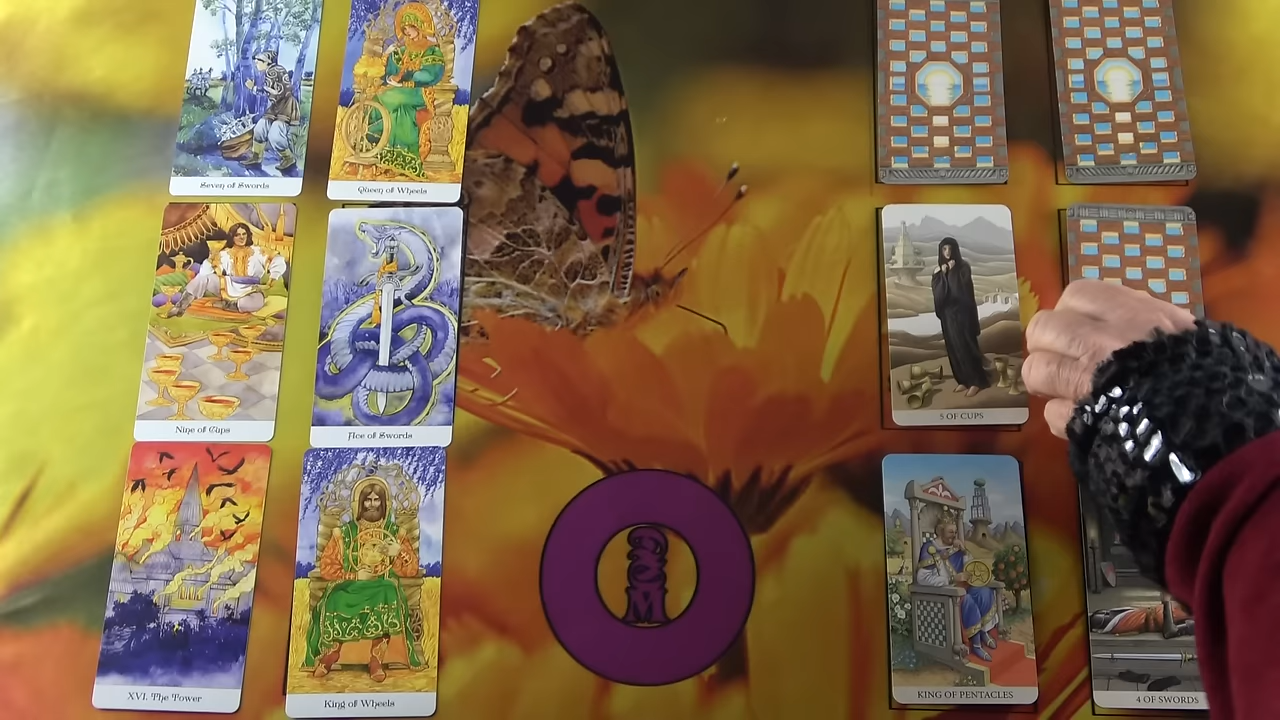 Seven of Swords
Queen of Wheels
Nine of Cups
Ace of Swords
5 OF CUPS
XVI. The Tower
King of Wheels
KING OF PENTACLES
4 OF SWORDS